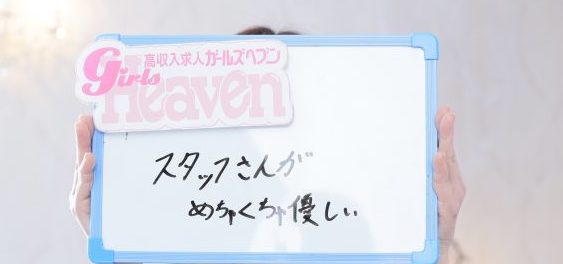 高収入求人ガールズヘブン
Girls
Heaven
スタッフさんが
めちゃくちゃ優しい